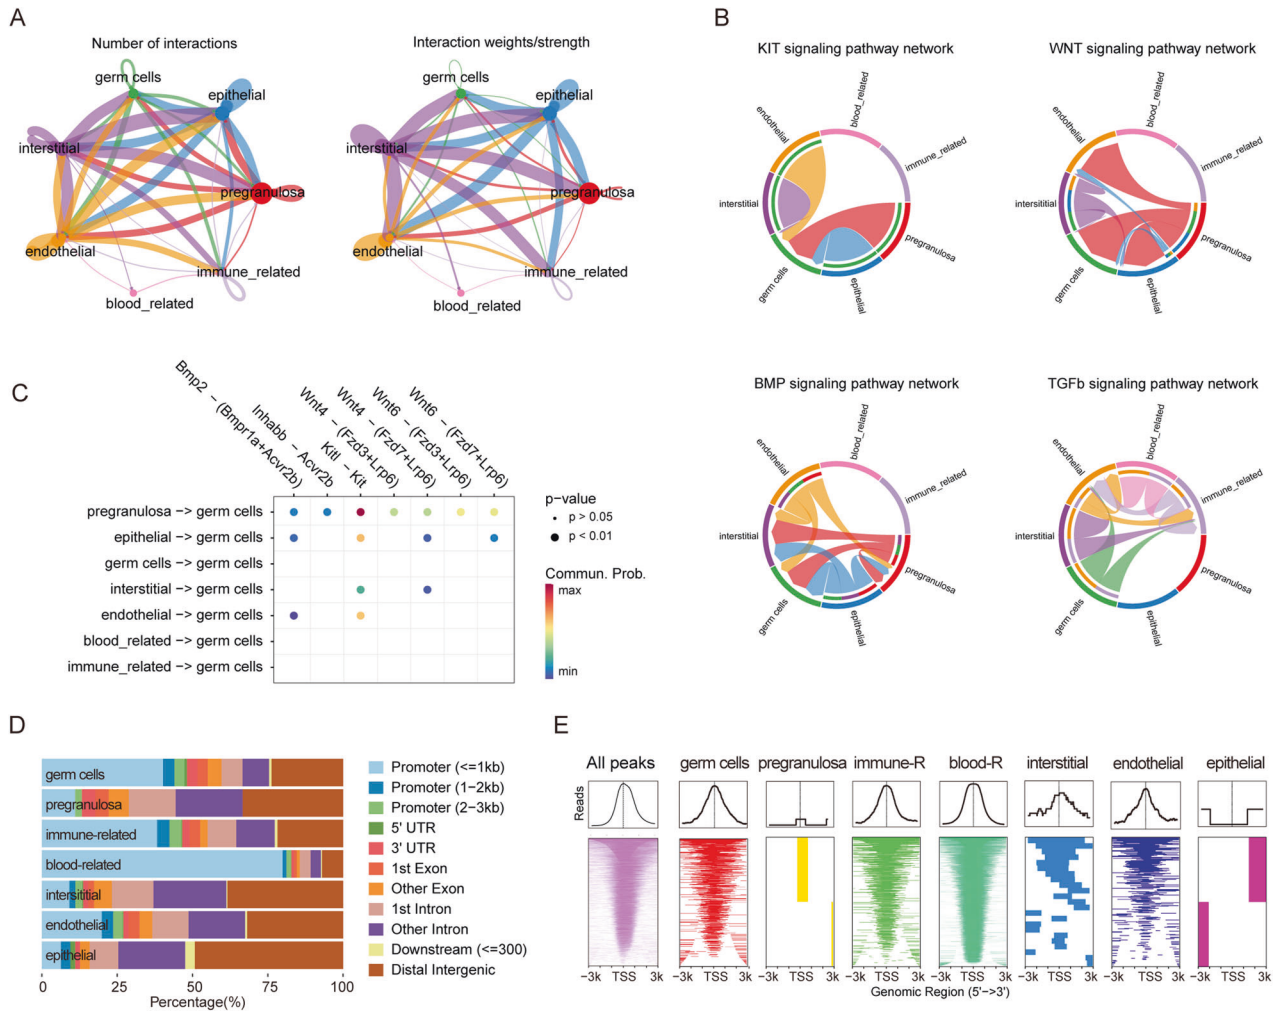 A
Number of interactions
germ cells
epithelial
interstitial
pregranulosa
endothelial
immune_related
blood_related
Interaction weights/strength
germ cells
epithelial
interstitial
pregranulosa
endothelial
immune_related
blood_related
B
KIT signaling pathway network
endothelial
blood_related
immune_related
interstitial
pregranulosa
germ cells
epithelial
WNT signaling pathway network
endothelial
blood_related
immune_related
intersititial
pregranulosa
germ cells
epithelial
BMP signaling pathway network
endothelial
blood_related
immune_related
interstitial
pregranulosa
germ cells
epithelial
TGFb signaling pathway network
endothelial
blood_related
immune_related
interstitial
pregranulosa
germ cells
epithelial
C
Bmp2 − (Bmpr1a+Acvr2b)
Inhabb − Acvr2b
Kitl − Kit
Wnt4 − (Fzd3+Lrp6)
Wnt4 − (Fzd7+Lrp6)
Wnt6 − (Fzd3+Lrp6)
Wnt6 − (Fzd7+Lrp6)
pregranulosa −> germ cells
epithelial −> germ cells
germ cells −> germ cells
interstitial −> germ cells
endothelial −> germ cells
blood_related −> germ cells
immune_related −> germ cells
p−value
p > 0.05
p < 0.01
Commun. Prob.
max
min
D
germ cells
pregranulosa
immune-related
blood-related
intersititial
endothelial
epithelial
0 25 50 75 100
Percentage(%)
Promoter (<=1kb)
Promoter (1−2kb)
Promoter (2−3kb)
5' UTR
3' UTR
1st Exon
Other Exon
1st Intron
Other Intron
Downstream (<=300)
Distal Intergenic
E
All peaks germ cells pregranulosa immune-R blood-R interstitial endothelial epithelial
Reads
−3k TSS 3k −3k TSS 3k −3k TSS 3k −3k TSS 3k −3k TSS 3k −3k TSS 3k −3k TSS 3k −3k TSS 3k
Genomic Region (5'−>3')